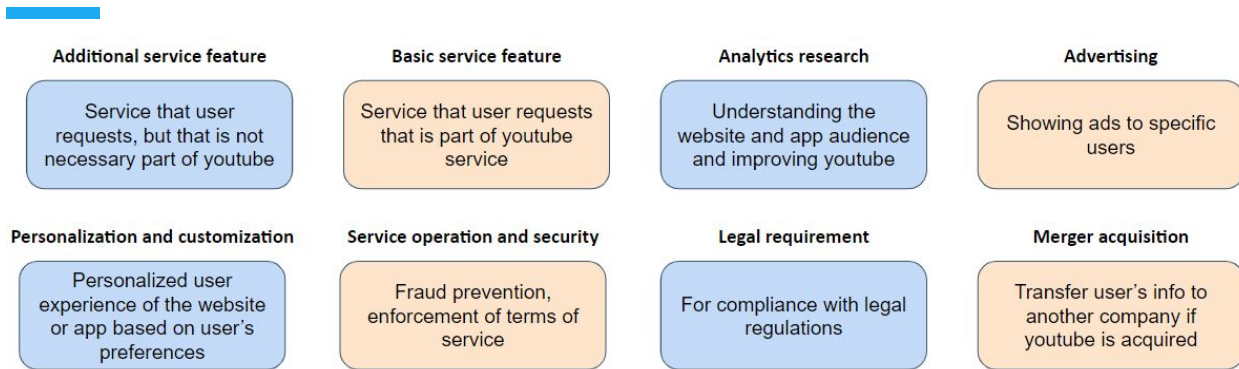 Additional service feature
Service that user
requests, but that is not
necessary part of youtube
Basic service feature
Service that user requests
that is part of youtube
service
Analytics research
Understanding the
website and app audience
and improving youtube
Advertising
Showing ads to specific
users
Personalization and customization
Personalized user
experience of the website
or app based on user's
preferences
Service operation and security
Fraud prevention,
enforcement of terms of
service
Legal requirement
For compliance with legal
regulations
Merger acquisition
Transfer user's info to
another company if
youtube is acquired